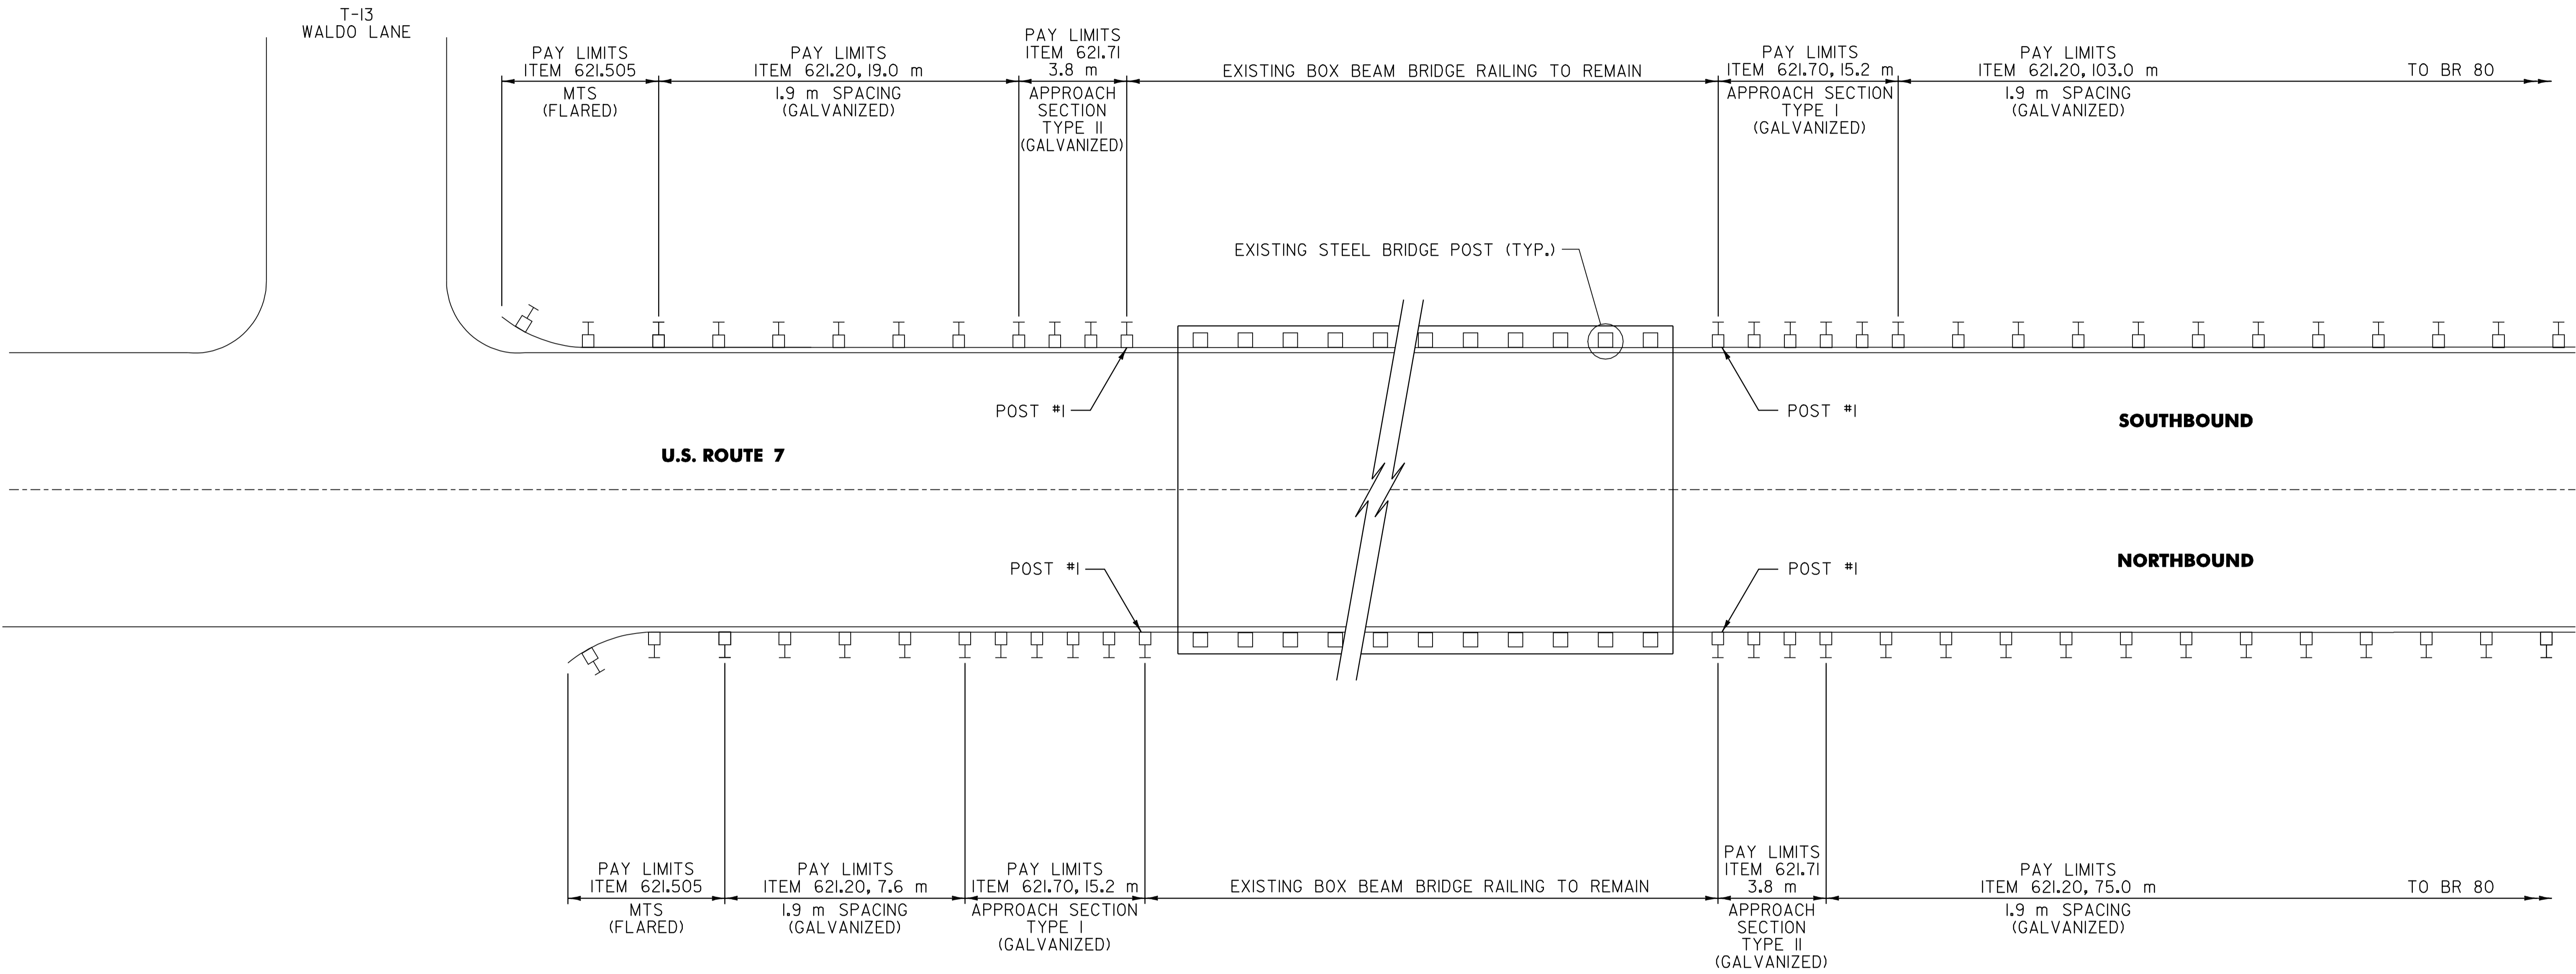 T-13
WALDO LANE
PAY LIMITS
ITEM 621.505
MTS
(FLARED)
PAY LIMITS
ITEM 621.20, 19.0 m
1.9 m SPACING
(GALVANIZED)
PAY LIMITS
ITEM 621.71
3.8 m
APPROACH
SECTION
TYPE II
(GALVANIZED)
EXISTING BOX BEAM BRIDGE RAILING TO REMAIN
PAY LIMITS
ITEM 621.70, 15.2 m
APPROACH SECTION
TYPE I
(GALVANIZED)
PAY LIMITS
ITEM 621.20, 103.0 m
1.9 m SPACING
(GALVANIZED)
TO BR 80
EXISTING STEEL BRIDGE POST (TYP.)
POST #1
POST #1
SOUTHBOUND
U.S. ROUTE 7
NORTHBOUND
POST #1
POST #1
PAY LIMITS
ITEM 621.505
MTS
(FLARED)
PAY LIMITS
ITEM 621.20, 7.6 m
1.9 m SPACING
(GALVANIZED)
PAY LIMITS
ITEM 621.70, 15.2 m
APPROACH SECTION
TYPE I
(GALVANIZED)
EXISTING BOX BEAM BRIDGE RAILING TO REMAIN
PAY LIMITS
ITEM 621.71
3.8 m
APPROACH
SECTION
TYPE II
(GALVANIZED)
PAY LIMITS
ITEM 621.20, 75.0 m
1.9 m SPACING
(GALVANIZED)
TO BR 80